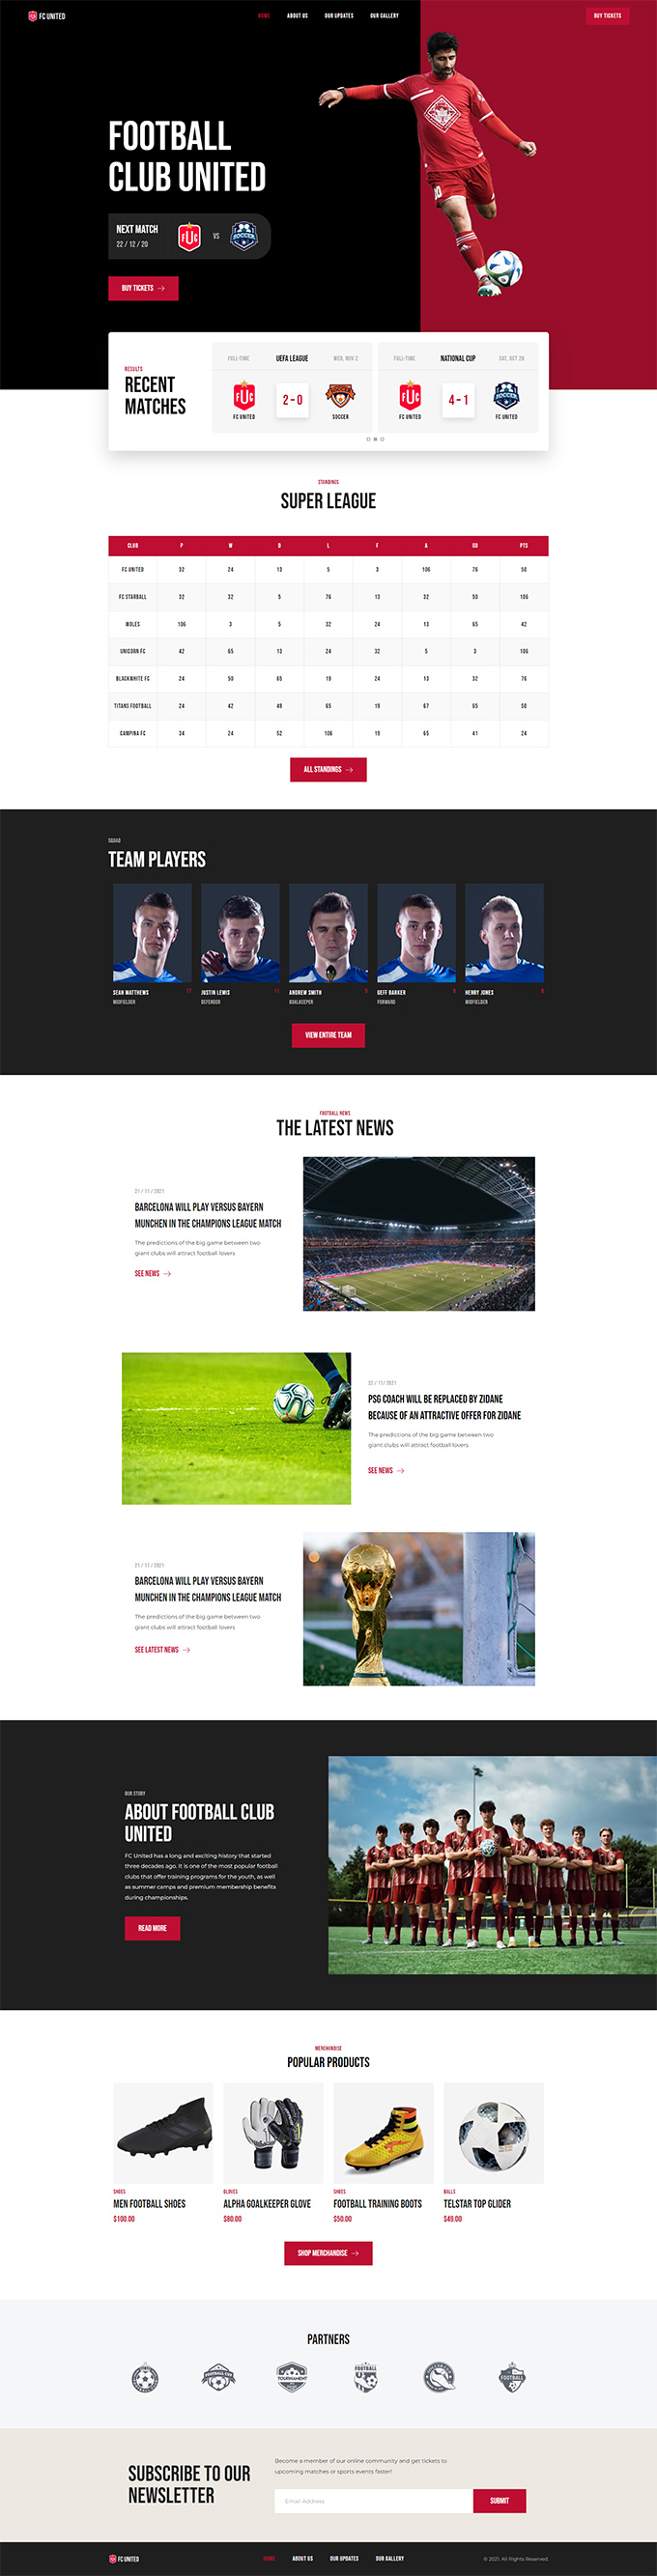 FC UNITED
HOME
ABOUT US
OUR UPDATES
OUR GALLERY
BUY TICKETS
FOOTBALL
CLUB UNITED
NEXT MATCH
22 / 12 / 20
FUC
VS
SOCCER
BUY TICKETS
RESULTS
RECENT
MATCHES
FULL-TIME
UEFA LEAGUE
WED, NOV 2
FUC
2 - 0
SOCCER
FC UNITED
SOCCER
FULL-TIME
NATIONAL CUP
SAT, OCT 29
FUC
4 - 1
SOCCER
FC UNITED
FC UNITED
STANDINGS
SUPER LEAGUE
CLUB P W D L F A GD PTS
FC UNITED 32 24 13 5 3 106 76 50
FC STARBALL 32 32 5 76 13 32 50 106
MOLES 106 3 5 32 24 13 65 42
UNICORN FC 42 65 13 24 32 5 3 106
BLACKWHITE FC 24 50 65 19 24 13 32 76
TITANS FOOTBALL 24 42 49 65 19 67 65 50
CAMPINA FC 34 24 52 106 19 65 41 24
ALL STANDINGS
SQUAD
TEAM PLAYERS
SEAN MATTHEWS 17
MIDFIELDER
JUSTIN LEWIS 11
DEFENDER
ANDREW SMITH
GOALKEEPER
GEFF BARKER
FORWARD
HENRY JONES
MIDFIELDER
VIEW ENTIRE TEAM
FOOTBALL NEWS
THE LATEST NEWS
21 / 11 / 2021
BARCELONA WILL PLAY VERSUS BAYERN
MUNCHEN IN THE CHAMPIONS LEAGUE MATCH
The predictions of the big game between two
giant clubs will attract football lovers
SEE NEWS
22 / 11/ 2021
PSG COACH WILL BE REPLACED BY ZIDANE
BECAUSE OF AN ATTRACTIVE OFFER FOR ZIDANE
The predictions of the big game between two
giant clubs will attract football lovers
SEE NEWS
21 / 11 / 2021
BARCELONA WILL PLAY VERSUS BAYERN
MUNCHEN IN THE CHAMPIONS LEAGUE MATCH
The predictions of the big game between two
giant clubs will attract football lovers
SEE LATEST NEWS
OUR STORY
ABOUT FOOTBALL CLUB
UNITED
FC United has a long and exciting history that started
three decades ago. It is one of the most popular football
clubs that offer training programs for the youth, as well
as summer camps and premium membership benefits
during championships.
READ MORE
MERCHANDISE
POPULAR PRODUCTS
SHOES
MEN FOOTBALL SHOES
$100.00
GLOVES
ALPHA GOALKEEPER GLOVE
$80.00
SHOES
FOOTBALL TRAINING BOOTS
$50.00
BALLS
TELSTAR TOP GLIDER
$49.00
SHOP MERCHANDISE
PARTNERS
FOOTBALL CUP
TOURNAMENT
FOOTBALL
FOOTBALL
SUBSCRIBE TO OUR
NEWSLETTER
Become a member of our online community and get tickets to
upcoming matches or sports events faster!
Email Address
SUBMIT
FC UNITED
HOME
ABOUT US
OUR UPDATES
OUR GALLERY
© 2021. All Rights Reserved.